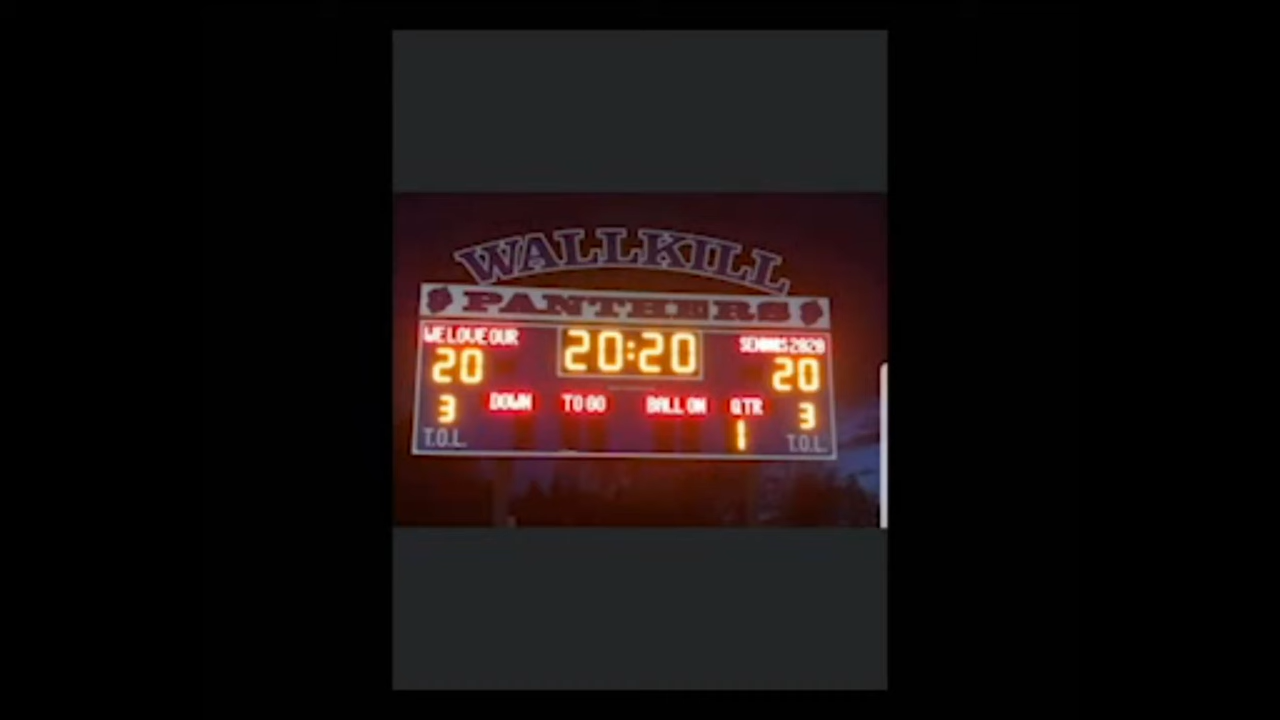 WALLKILL
PANTHERS
WE LOVE OUR 20:20 SENIORS 2020
20 20
3 DOWN TO GO BALL ON QTR 3
T.O.L. 1 T.O.L.